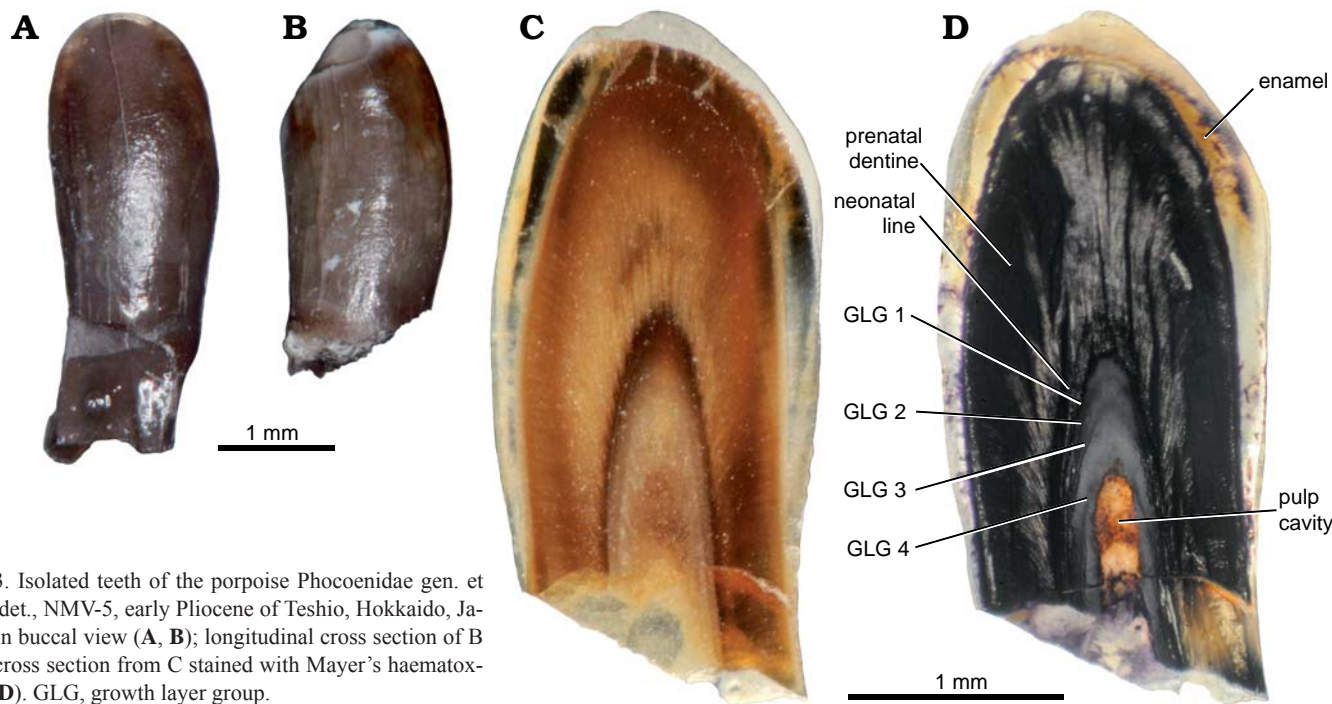 A
B
C
D
enamel
prenatal
dentine
neonatal
line
GLG 1
GLG 2
GLG 3
GLG 4
pulp
cavity
1 mm
1 mm
3. Isolated teeth of the porpoise Phocoenidae gen. et
det., NMV-5, early Pliocene of Teshio, Hokkaido, Ja-
n buccal view (A, B); longitudinal cross section of B
cross section from C stained with Mayer's haematox-
D). GLG, growth layer group.